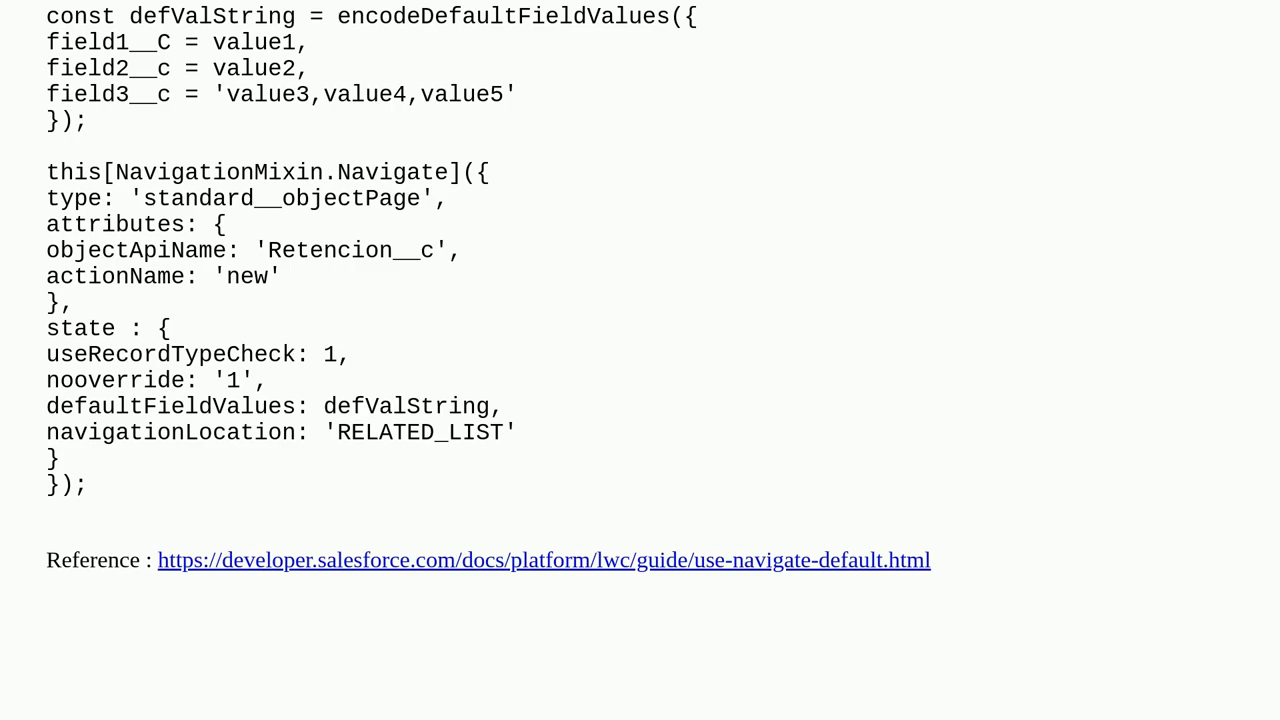 const defValString = encodeDefaultFieldValues({
field1__C = value1,
field2__c = value2,
field3__c = 'value3,value4,value5'
});
this[NavigationMixin.Navigate]({
type: 'standard__objectPage',
attributes: {
objectApiName: 'Retencion__c',
actionName: 'new'
},
state : {
useRecordTypeCheck: 1,
nooverride: '1',
defaultFieldValues: defValString,
navigationLocation: 'RELATED_LIST'
}
});
Reference : https://developer.salesforce.com/docs/platform/lwc/guide/use-navigate-default.html